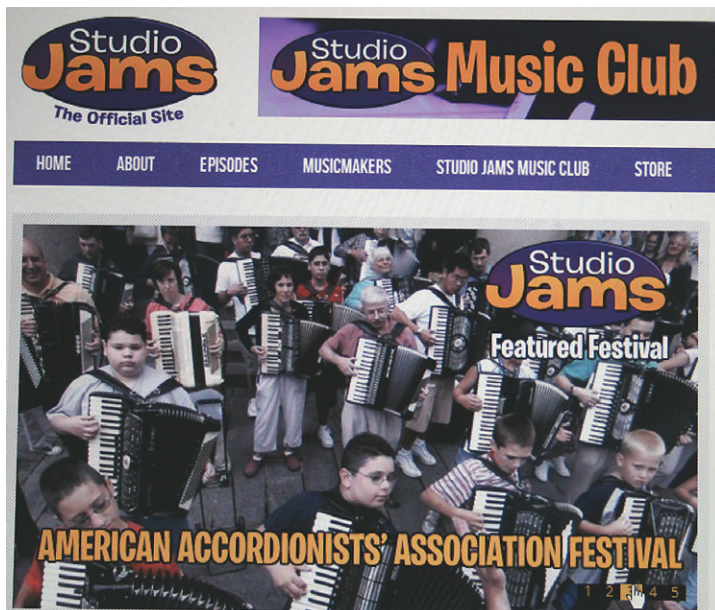 Studio
Jams
The Official Site
Studio
Jams Music Club
HOME ABOUT EPISODES MUSICMAKERS STUDIO JAMS MUSIC CLUB STORE
Studio
Jams
Featured Festival
AMERICAN ACCORDIONISTS' ASSOCIATION FESTIVAL
1 2 3 4 5